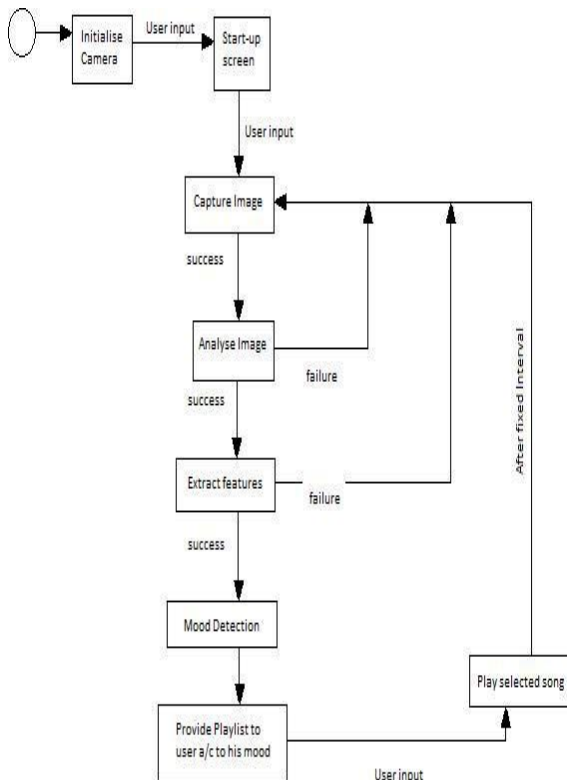 Initialise
Camera
User input
Start-up
screen
User input
Capture Image
success
Analyse Image
failure
success
Extract features
failure
success
Mood Detection
Provide Playlist to
user a/c to his mood
User input
Play selected song
After fixed Interval